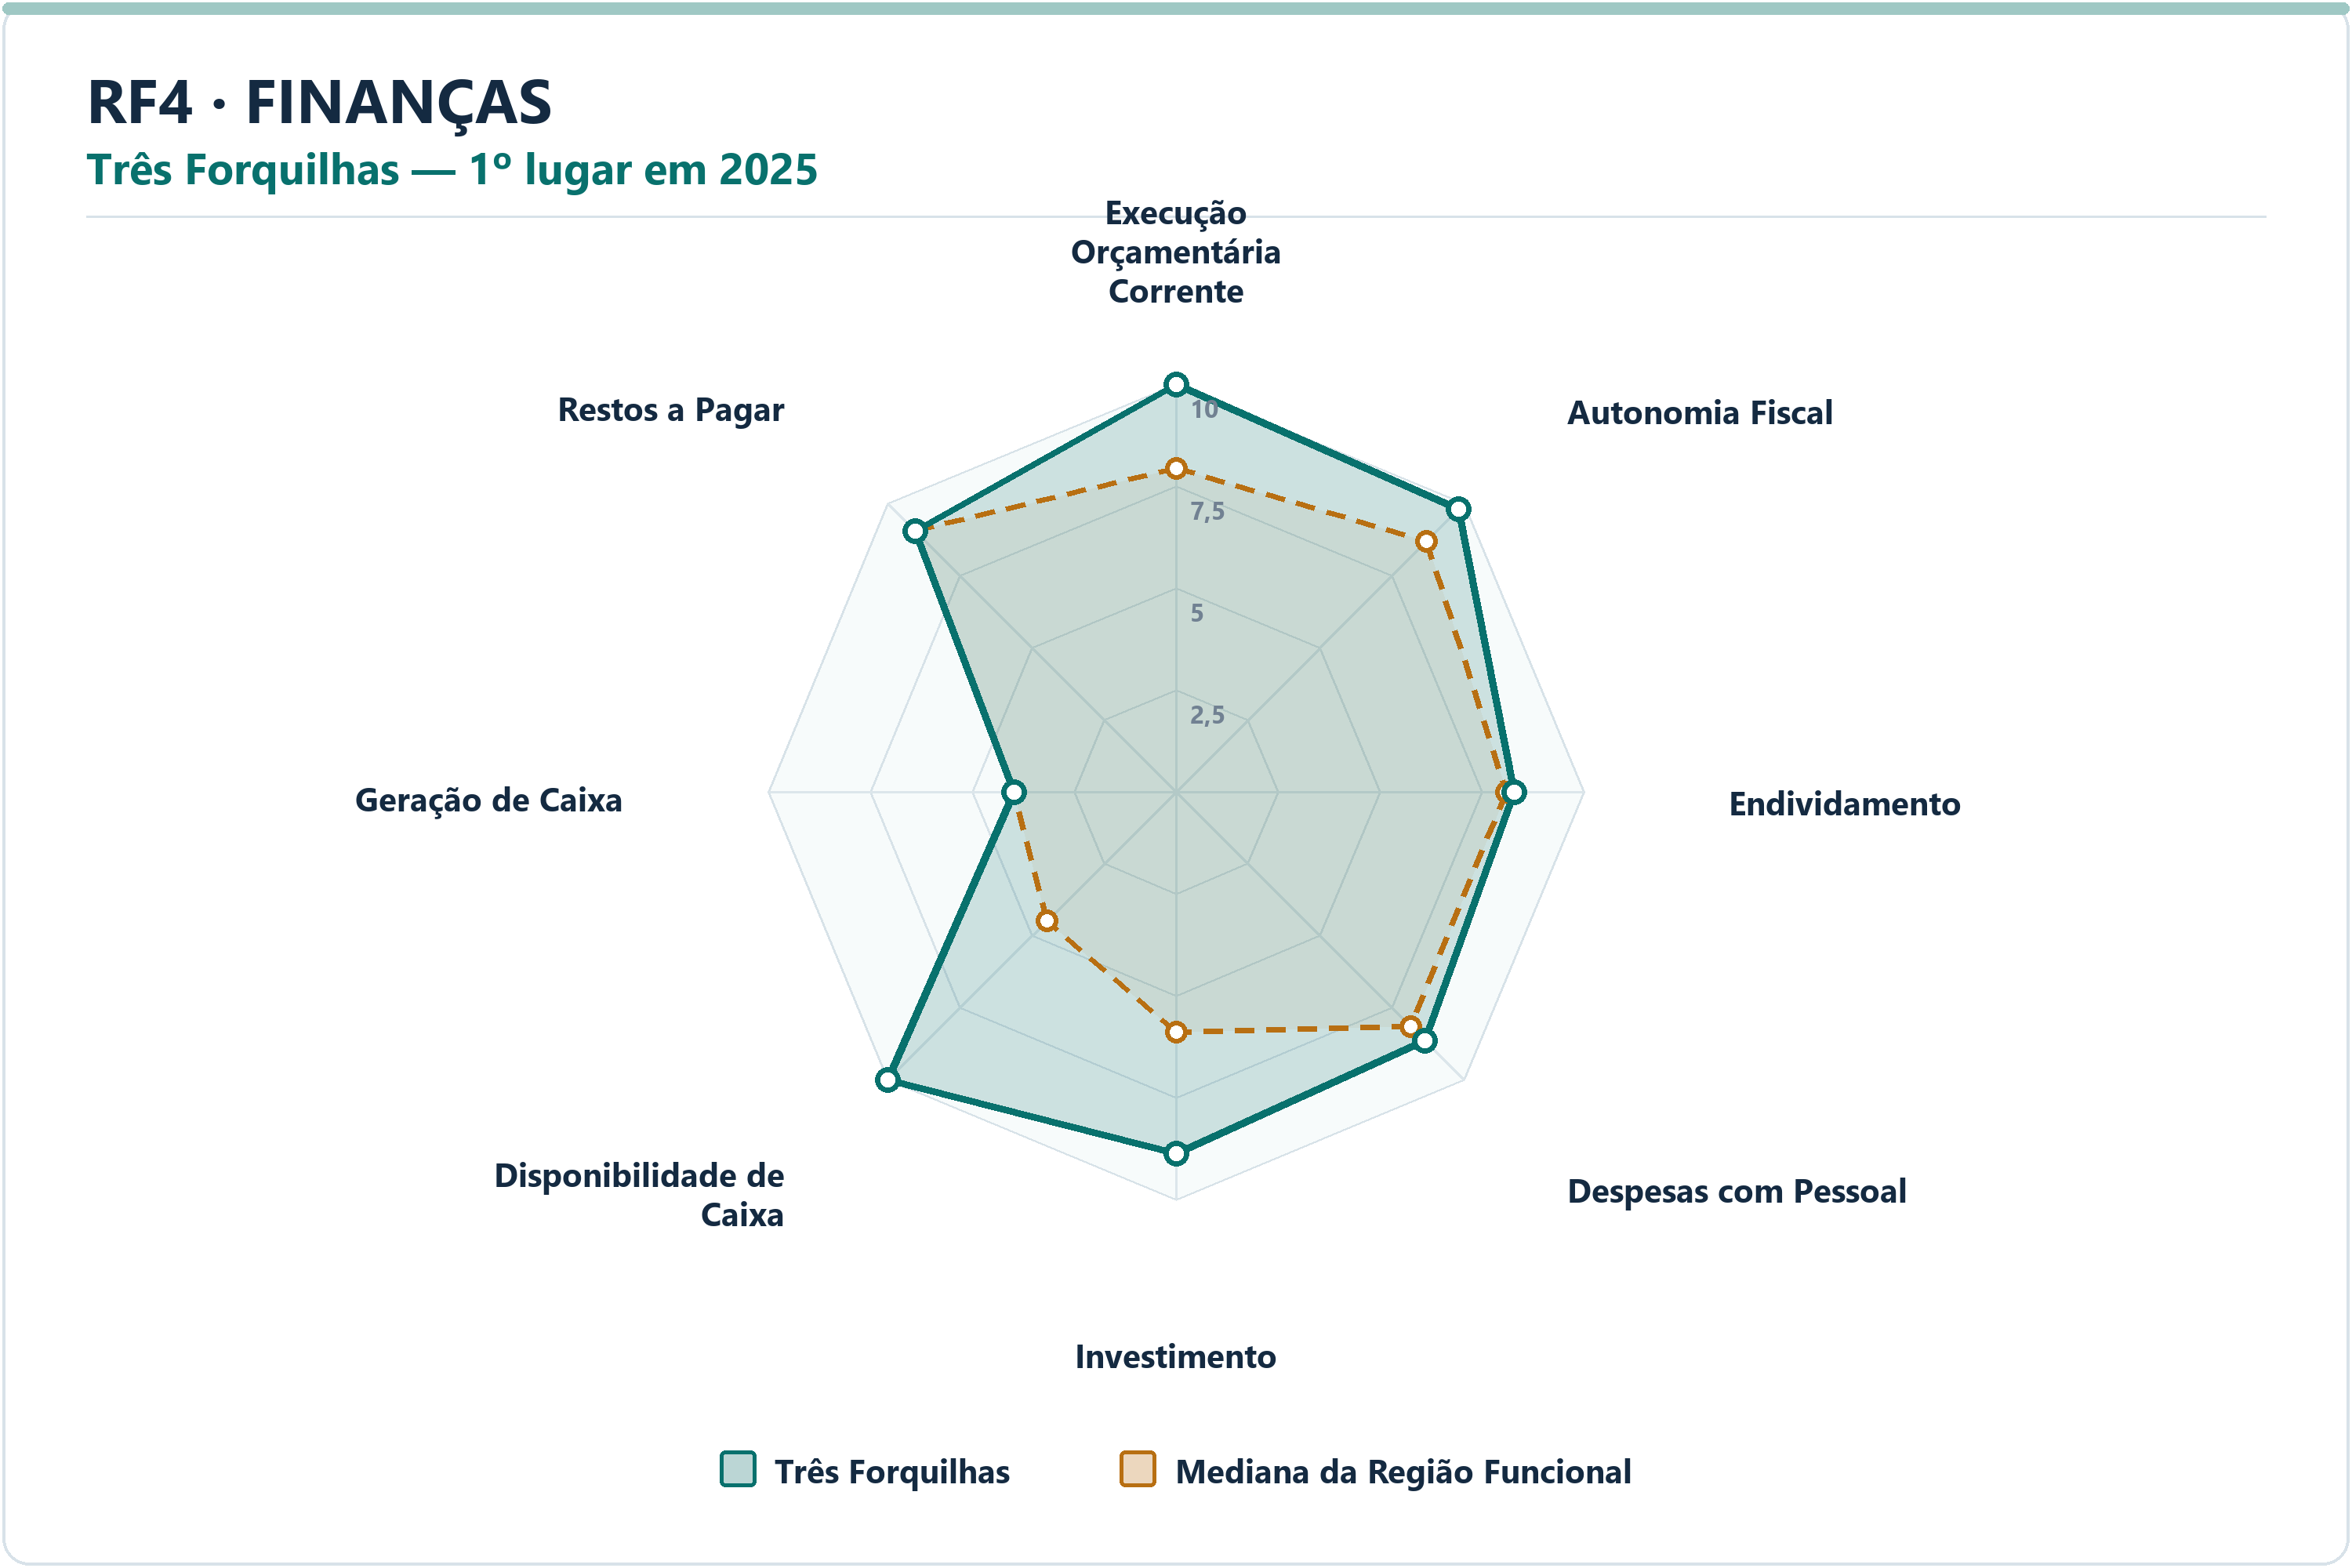 RF4 · FINANÇAS
Três Forquilhas — 1º lugar em 2025
Execução
Orçamentária
Corrente
Restos a Pagar
Autonomia Fiscal
10
7,5
5
2,5
Geração de Caixa
Endividamento
Disponibilidade de
Caixa
Despesas com Pessoal
Investimento
Três Forquilhas
Mediana da Região Funcional